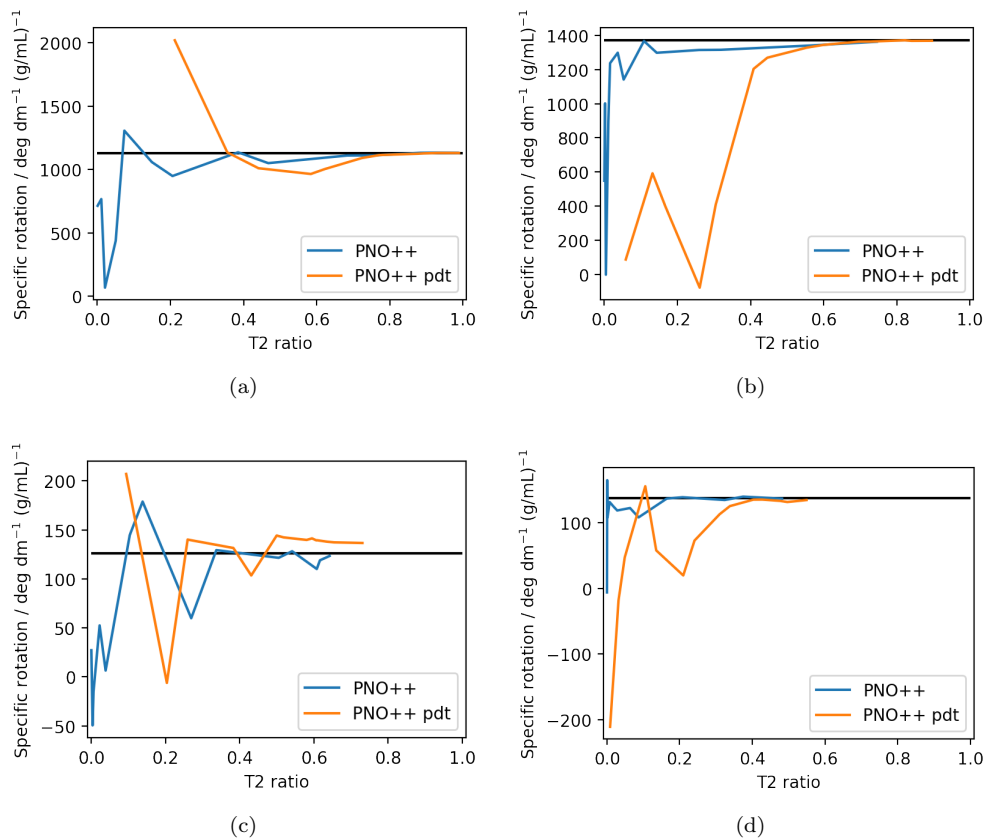 Specific rotation / deg dm⁻¹ (g/mL)⁻¹
2000
1500
1000
500
0
0.0 0.2 0.4 0.6 0.8 1.0
T2 ratio
PNO++
PNO++ pdt
(a)
Specific rotation / deg dm⁻¹ (g/mL)⁻¹
1400
1200
1000
800
600
400
200
0
0.0 0.2 0.4 0.6 0.8 1.0
T2 ratio
PNO++
PNO++ pdt
(b)
Specific rotation / deg dm⁻¹ (g/mL)⁻¹
200
150
100
50
0
−50
0.0 0.2 0.4 0.6 0.8 1.0
T2 ratio
PNO++
PNO++ pdt
(c)
Specific rotation / deg dm⁻¹ (g/mL)⁻¹
100
0
−100
−200
0.0 0.2 0.4 0.6 0.8 1.0
T2 ratio
PNO++
PNO++ pdt
(d)